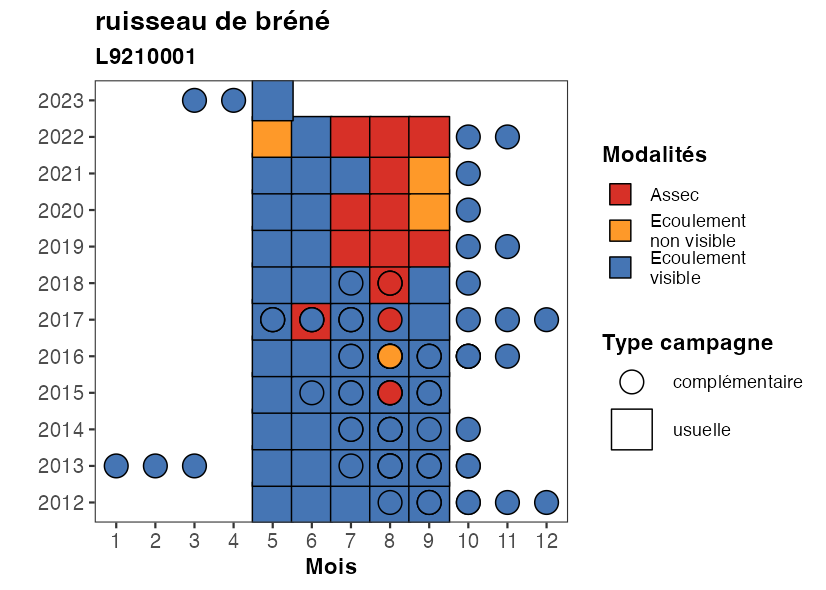 ruisseau de bréné
L9210001
2023
2022
2021
2020
2019
2018
2017
2016
2015
2014
2013
2012
1 2 3 4 5 6 7 8 9 10 11 12
Mois
Modalités
Assec
Ecoulement
non visible
Ecoulement
visible
Type campagne
complémentaire
usuelle